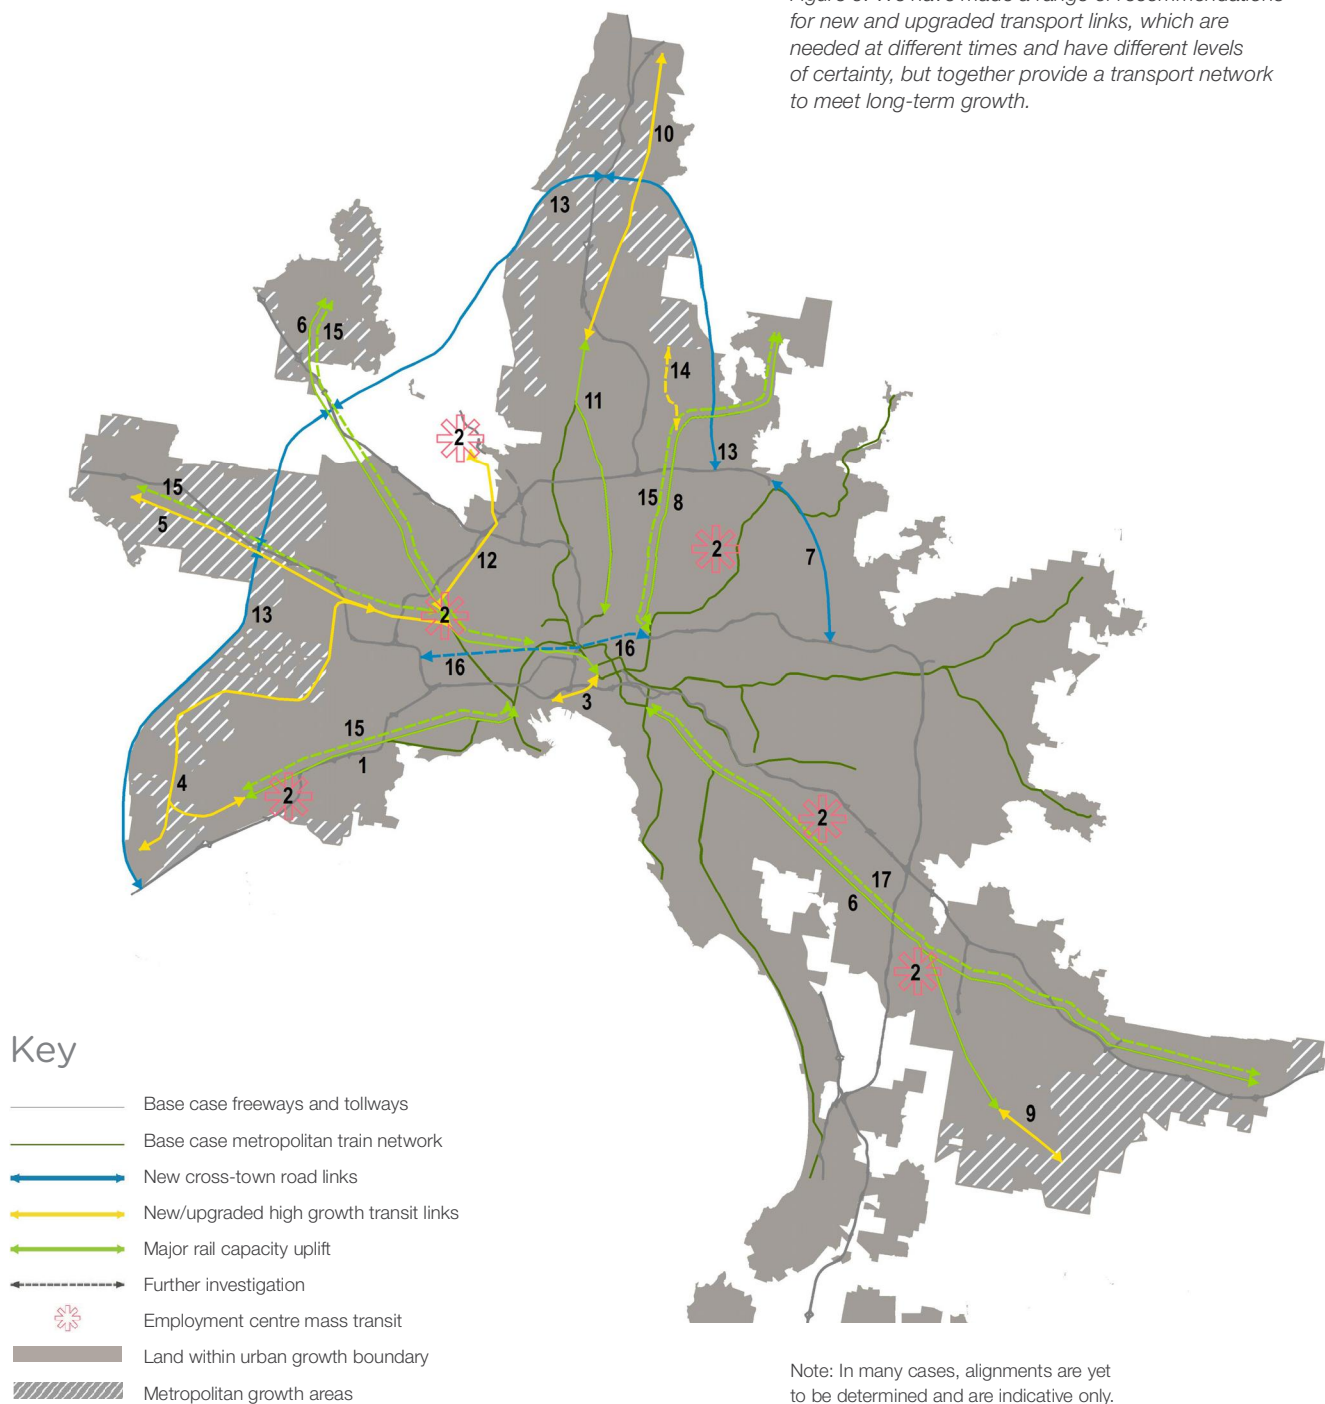 for new and upgraded transport links, which are
needed at different times and have different levels
of certainty, but together provide a transport network
to meet long-term growth.
10
13
6
15
14
11
2
13
15
5
15
8
12
2
7
2
13
16
16
3
15
1
4
2
2
17
6
2
9
Key
Base case freeways and tollways
Base case metropolitan train network
New cross-town road links
New/upgraded high growth transit links
Major rail capacity uplift
Further investigation
Employment centre mass transit
Land within urban growth boundary
Metropolitan growth areas
Note: In many cases, alignments are yet
to be determined and are indicative only.